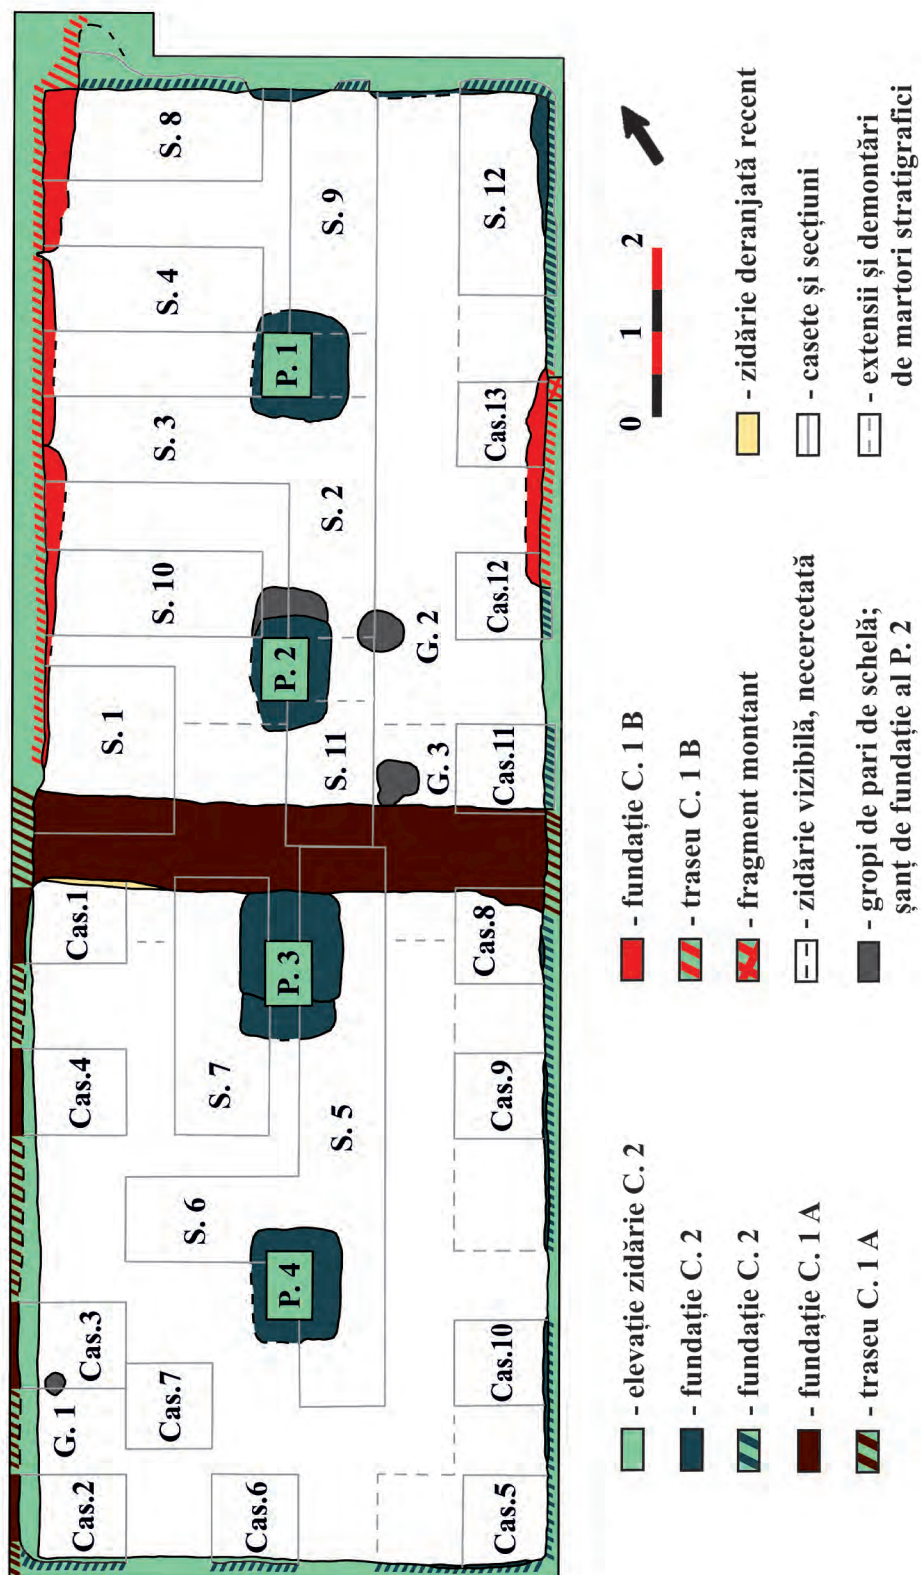 Cas.2
G. 1
Cas.3
Cas.4
Cas.1
S. 1
S. 10
S. 3
S. 4
S. 8
Cas.7
S. 6
S. 7
Cas.6
P. 4
P. 3
P. 2
P. 1
S. 5
S. 11
S. 2
S. 9
G. 3
G. 2
Cas.5
Cas.10
Cas.9
Cas.8
Cas.11
Cas.12
Cas.13
S. 12
0 1 2
- elevație zidărie C. 2
- fundație C. 2
- fundație C. 2
- fundație C. 1 A
- traseu C. 1 A
- fundație C. 1 B
- traseu C. 1 B
- fragment montant
- zidărie vizibilă, necercetată
- gropi de pari de schelă;
șanț de fundație al P. 2
- zidărie deranjată recent
- casete și secțiuni
- extensii și demontări
de martori stratigrafici